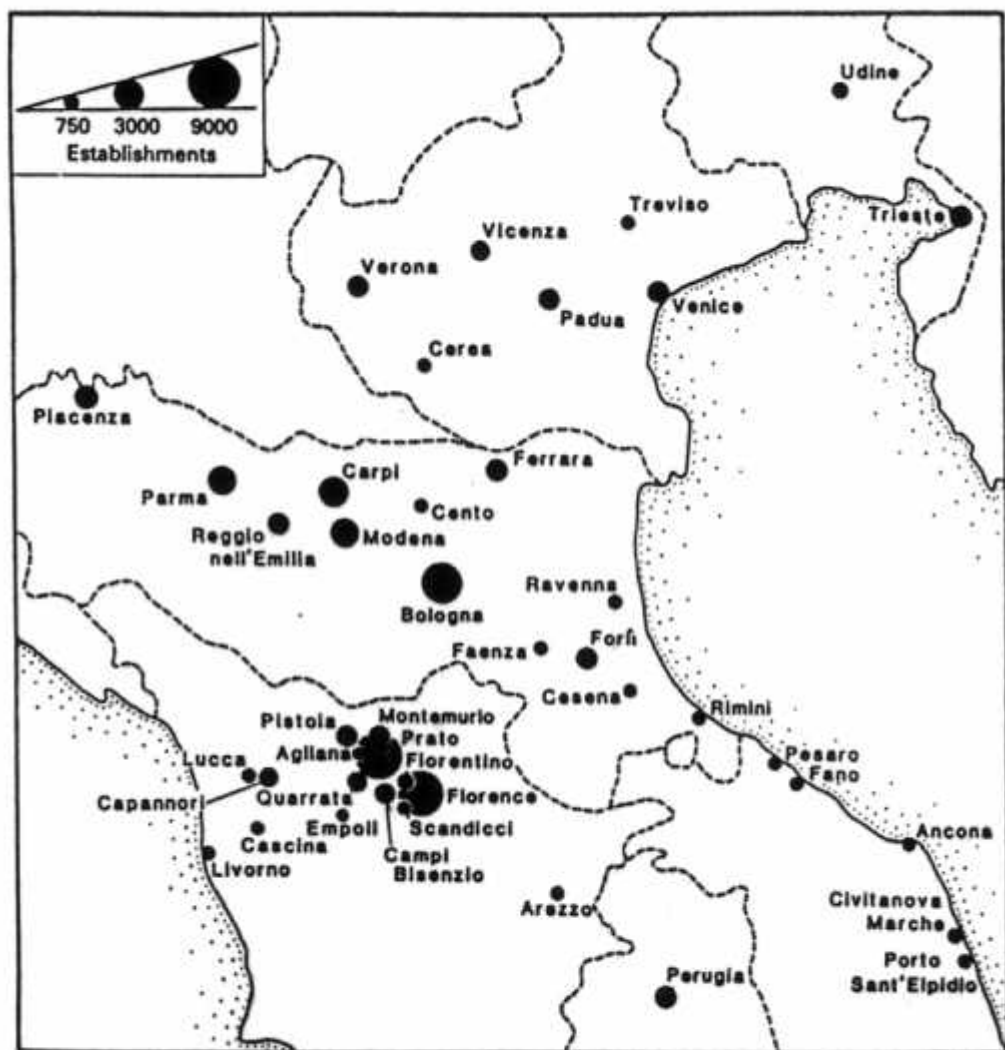 750 3000 9000
Establishments
Udine
Treviso
Trieste
Vicenza
Verona
Venice
Padua
Cerea
Piacenza
Ferrara
Carpi
Parma
Cento
Reggio
nell'Emilia
Modena
Bologna
Ravenna
Faenza
Forlì
Cesena
Rimini
Pistoia
Montemurlo
Prato
Agliana
Fiorentino
Lucca
Pesaro
Fano
Capannori
Quarrata
Florence
Empoli
Scandicci
Cascina
Campi
Bisenzio
Livorno
Ancona
Arezzo
Civitanova
Marche
Porto
Sant'Elpidio
Perugia